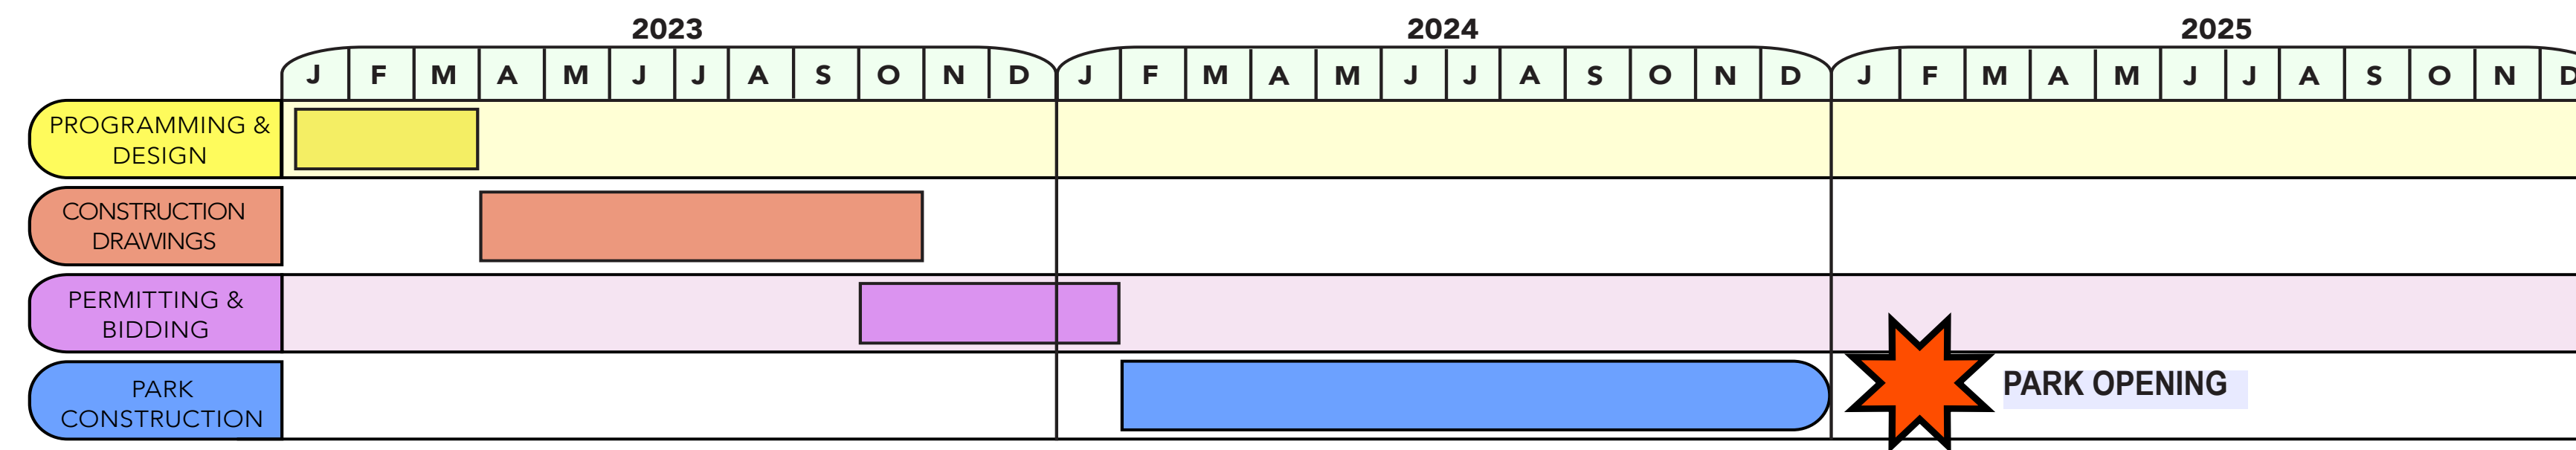 2023 2024 2025
J F M A M J J A S O N D J F M A M J J A S O N D J F M A M J J A S O N D
PROGRAMMING &
DESIGN
CONSTRUCTION
DRAWINGS
PERMITTING &
BIDDING
PARK
CONSTRUCTION
PARK OPENING